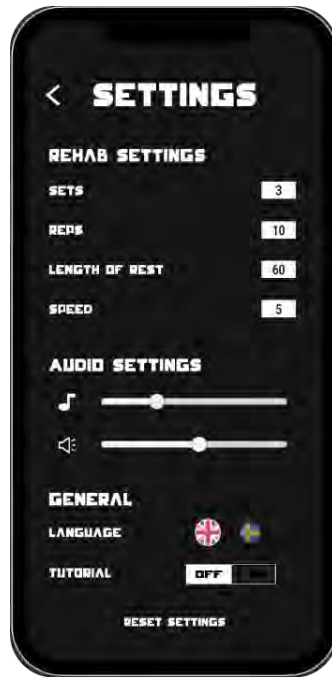 SETTINGS
REHAB SETTINGS
SETS 3
REPS 10
LENGTH OF REST 60
SPEED 5
AUDIO SETTINGS
GENERAL
LANGUAGE
TUTORIAL OFF
RESET SETTINGS